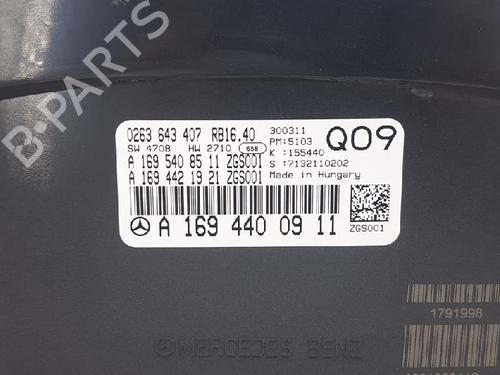 0263 643 407 RB16.40 300311 Q09
SW 4708 HW 2710 658 PM:5103
K :155440
A 169 540 85 11 ZGS001 S :7132110202
A 169 442 19 21 ZGS001 Made in Hungary
A 169 440 09 11
ZGS001
1791998
MERCEDES BENZ
B-PARTS